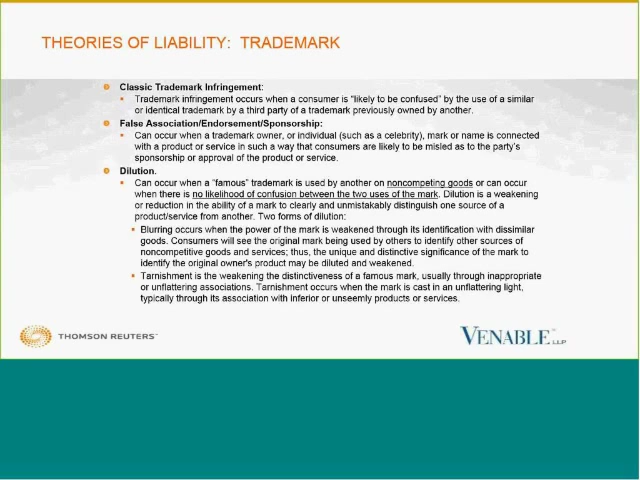 THEORIES OF LIABILITY: TRADEMARK
Classic Trademark Infringement:
Trademark infringement occurs when a consumer is "likely to be confused" by the use of a similar
or identical trademark by a third party of a trademark previously owned by another.
False Association/Endorsement/Sponsorship:
Can occur when a trademark owner, or individual (such as a celebrity), mark or name is connected
with a product or service in such a way that consumers are likely to be misled as to the party's
sponsorship or approval of the product or service.
Dilution.
Can occur when a "famous" trademark is used by another on noncompeting goods or can occur
when there is no likelihood of confusion between the two uses of the mark. Dilution is a weakening
or reduction in the ability of a mark to clearly and unmistakably distinguish one source of a
product/service from another. Two forms of dilution:
Blurring occurs when the power of the mark is weakened through its identification with dissimilar
goods. Consumers will see the original mark being used by others to identify other sources of
noncompetitive goods and services; thus, the unique and distinctive significance of the mark to
identify the original owner's product may be diluted and weakened.
Tarnishment is the weakening the distinctiveness of a famous mark, usually through inappropriate
or unflattering associations. Tarnishment occurs when the mark is cast in an unflattering light,
typically through its association with inferior or unseemly products or services.
THOMSON REUTERS™
VENABLE LLP